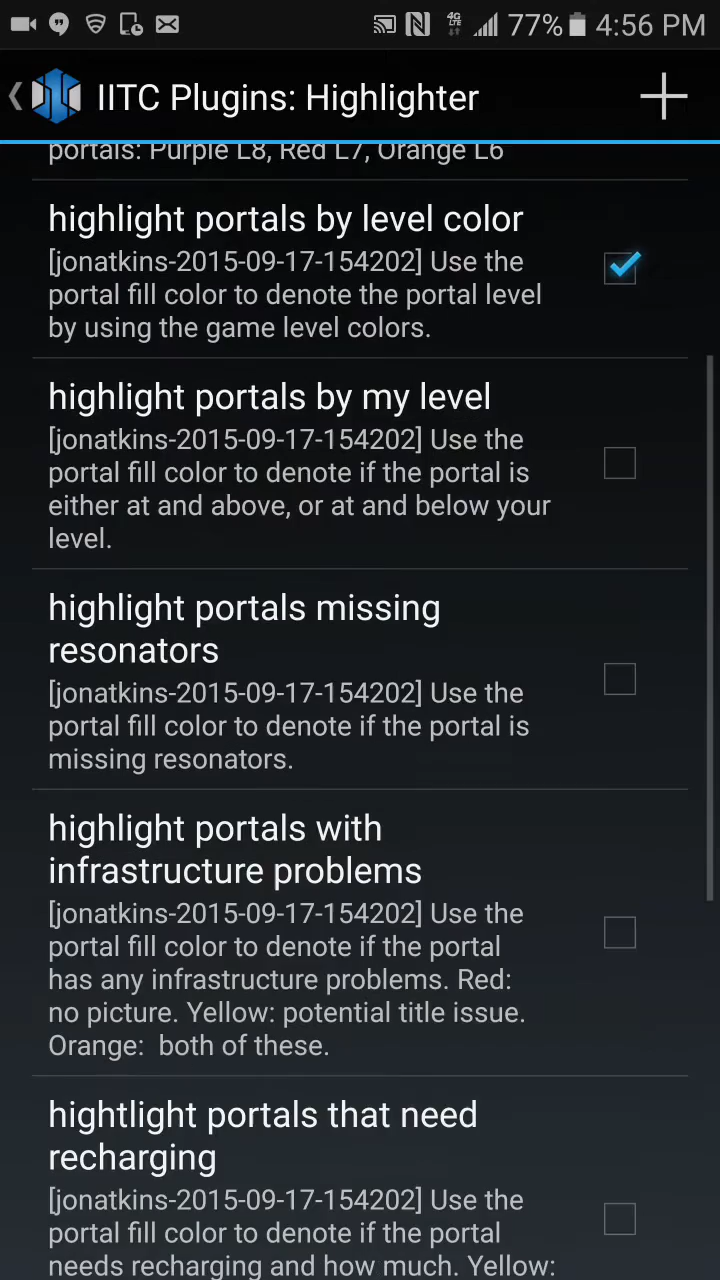 77% 4:56 PM
IITC Plugins: Highlighter
portals: Purple L8, Red L7, Orange L6
highlight portals by level color
[jonatkins-2015-09-17-154202] Use the
portal fill color to denote the portal level
by using the game level colors.
highlight portals by my level
[jonatkins-2015-09-17-154202] Use the
portal fill color to denote if the portal is
either at and above, or at and below your
level.
highlight portals missing
resonators
[jonatkins-2015-09-17-154202] Use the
portal fill color to denote if the portal is
missing resonators.
highlight portals with
infrastructure problems
[jonatkins-2015-09-17-154202] Use the
portal fill color to denote if the portal
has any infrastructure problems. Red:
no picture. Yellow: potential title issue.
Orange:  both of these.
hightlight portals that need
recharging
[jonatkins-2015-09-17-154202] Use the
portal fill color to denote if the portal
needs recharging and how much. Yellow: